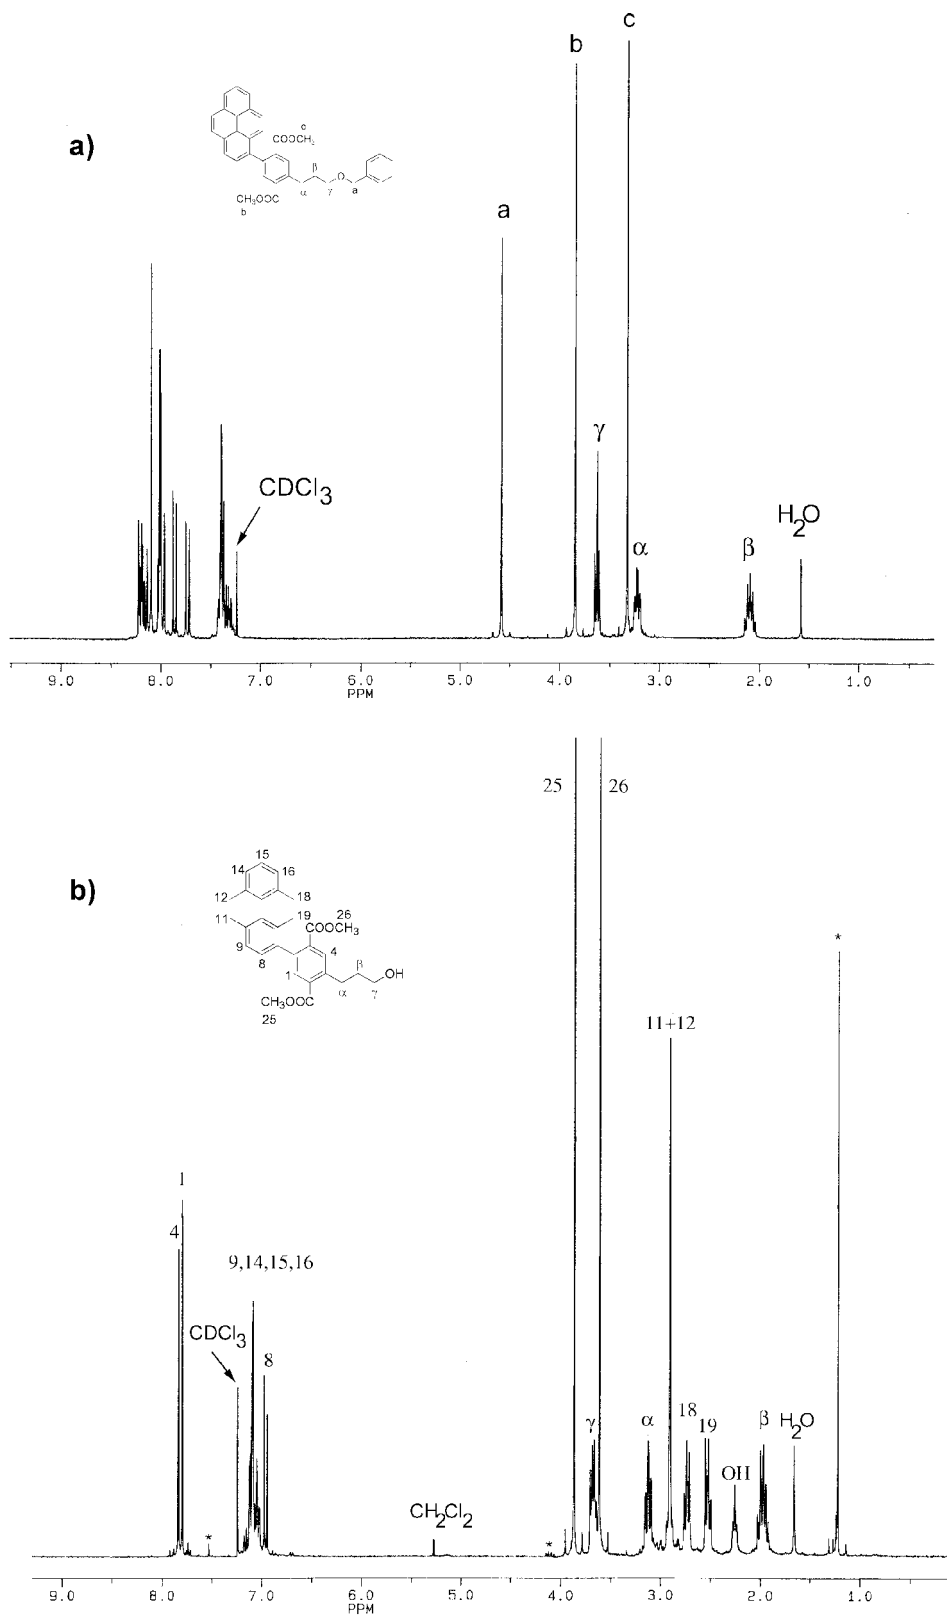 a)
c
COOCH3
β
O
α
γ
a
CH3OOC
b
a
b
c
γ
α
β
H2O
CDCl3
9.0 8.0 7.0 6.0 5.0 4.0 3.0 2.0 1.0
PPM
b)
15
14
16
12
18
11
19
26
COOCH3
9
8
4
1
β
OH
α
γ
CH3OOC
25
25
26
*
11+12
1
4
9,14,15,16
CDCl3
8
*
CH2Cl2
*
γ
α
18
19
OH
β
H2O
9.0 8.0 7.0 6.0 5.0 4.0 3.0 2.0 1.0
PPM